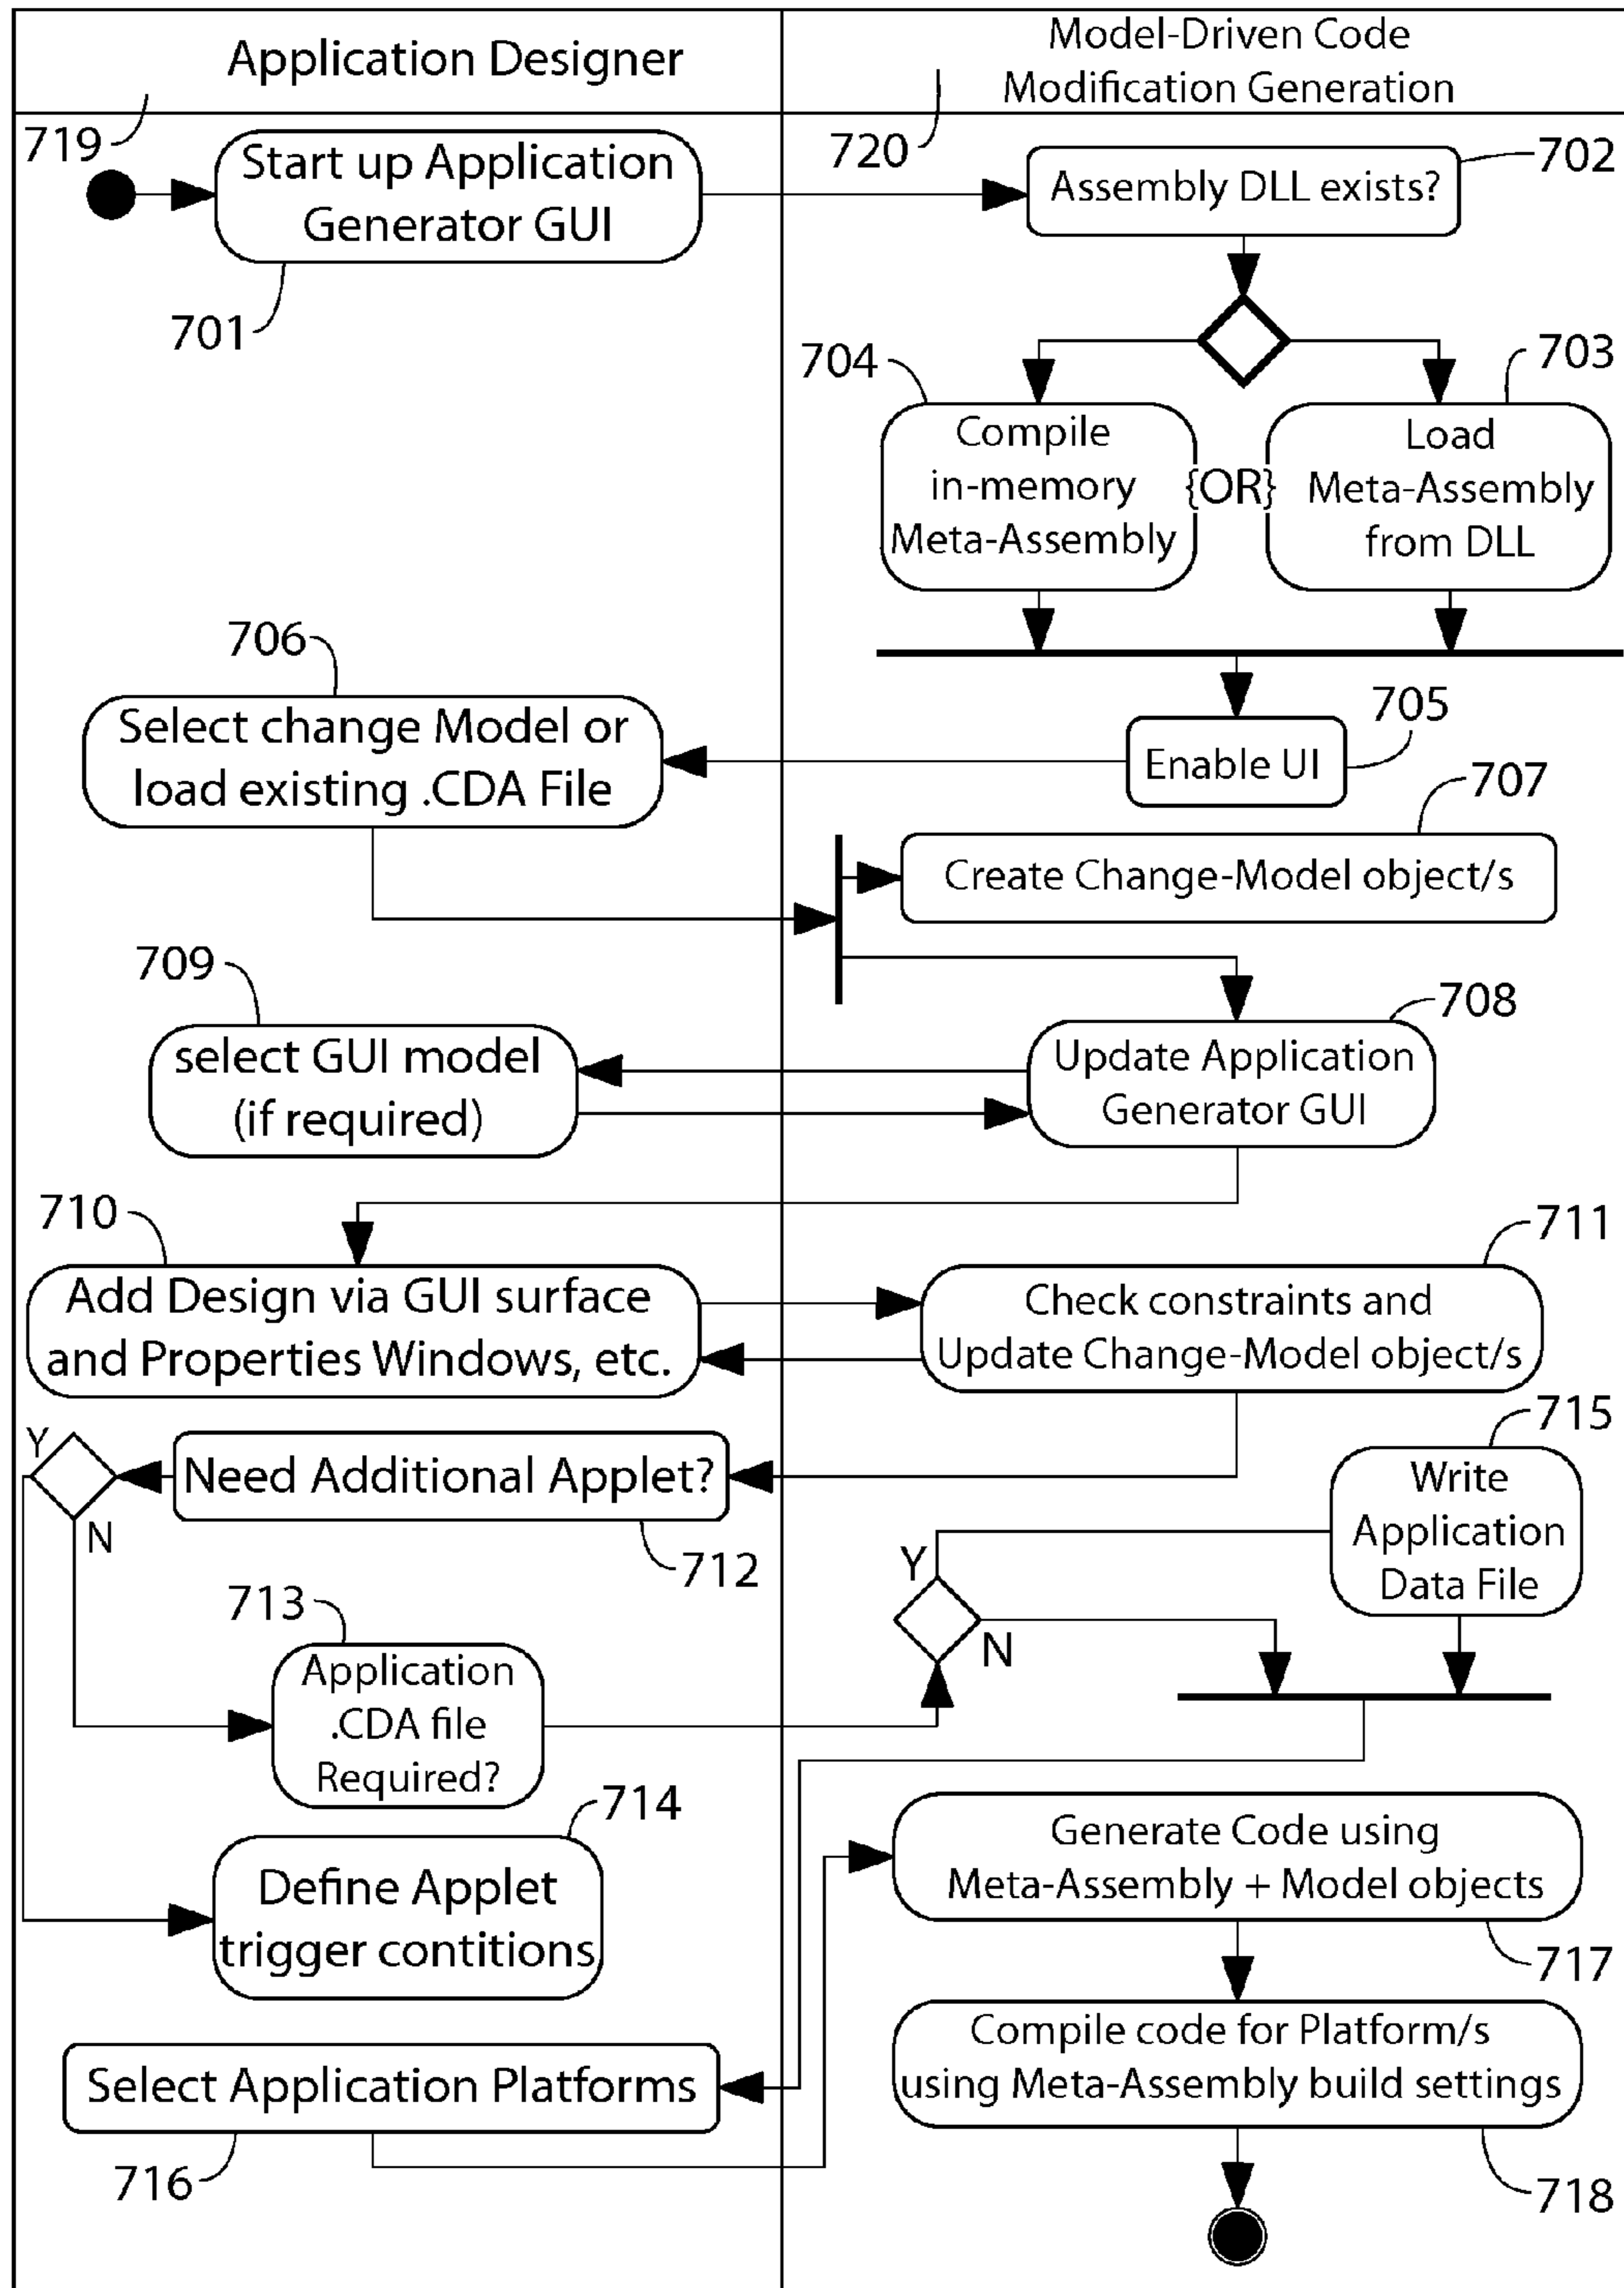 Application Designer
Model-Driven Code
Modification Generation
719
720
Start up Application
Generator GUI
701
Assembly DLL exists?
702
704
703
Compile
in-memory
Meta-Assembly
{OR}
Load
Meta-Assembly
from DLL
706
Select change Model or
load existing .CDA File
705
Enable UI
707
Create Change-Model object/s
709
select GUI model
(if required)
708
Update Application
Generator GUI
710
Add Design via GUI surface
and Properties Windows, etc.
711
Check constraints and
Update Change-Model object/s
Y
N
Need Additional Applet?
712
715
Write
Application
Data File
Y
N
713
Application
.CDA file
Required?
714
Define Applet
trigger contitions
Generate Code using
Meta-Assembly + Model objects
717
Select Application Platforms
716
Compile code for Platform/s
using Meta-Assembly build settings
718